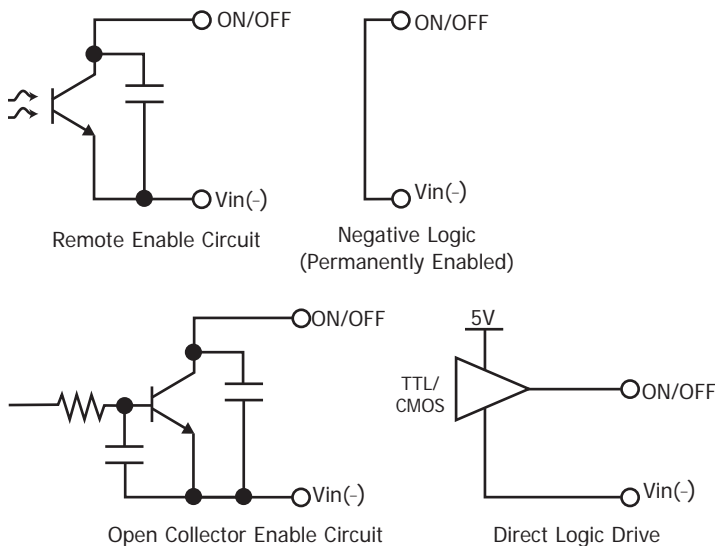 ON/OFF
Vin(–)
Remote Enable Circuit
ON/OFF
Vin(–)
Negative Logic
(Permanently Enabled)
ON/OFF
Vin(–)
Open Collector Enable Circuit
5V
TTL/
CMOS
ON/OFF
Vin(–)
Direct Logic Drive